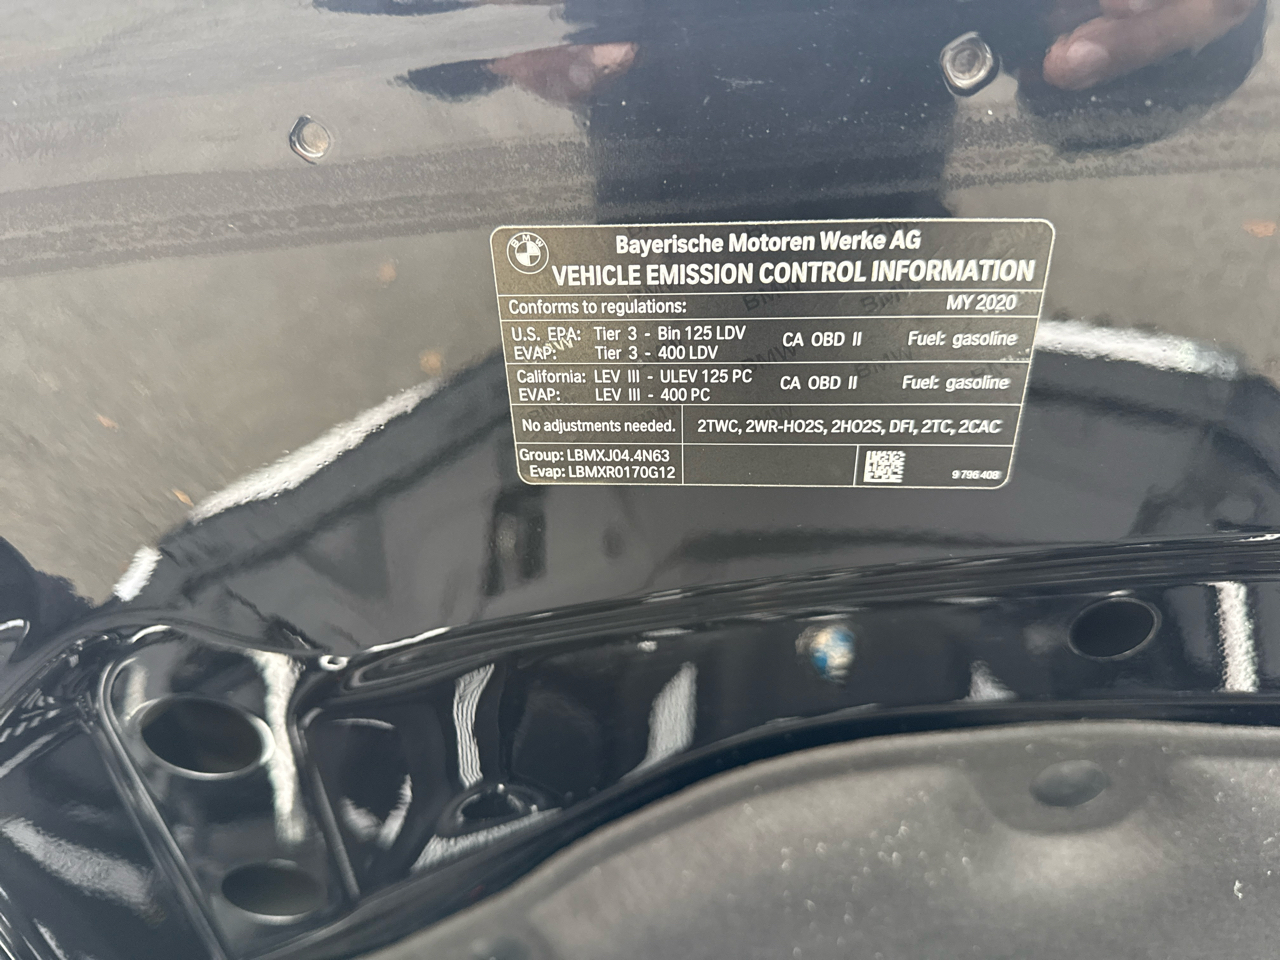 BMW
Bayerische Motoren Werke AG
VEHICLE EMISSION CONTROL INFORMATION
Conforms to regulations: MY 2020
U.S. EPA: Tier 3 - Bin 125 LDV CA OBD II Fuel: gasoline
EVAP: Tier 3 - 400 LDV
California: LEV III - ULEV 125 PC CA OBD II Fuel: gasoline
EVAP: LEV III - 400 PC
No adjustments needed. 2TWC, 2WR-HO2S, 2HO2S, DFI, 2TC, 2CAC
Group: LBMXJ04.4N63
Evap: LBMXR0170G12
9 796 408